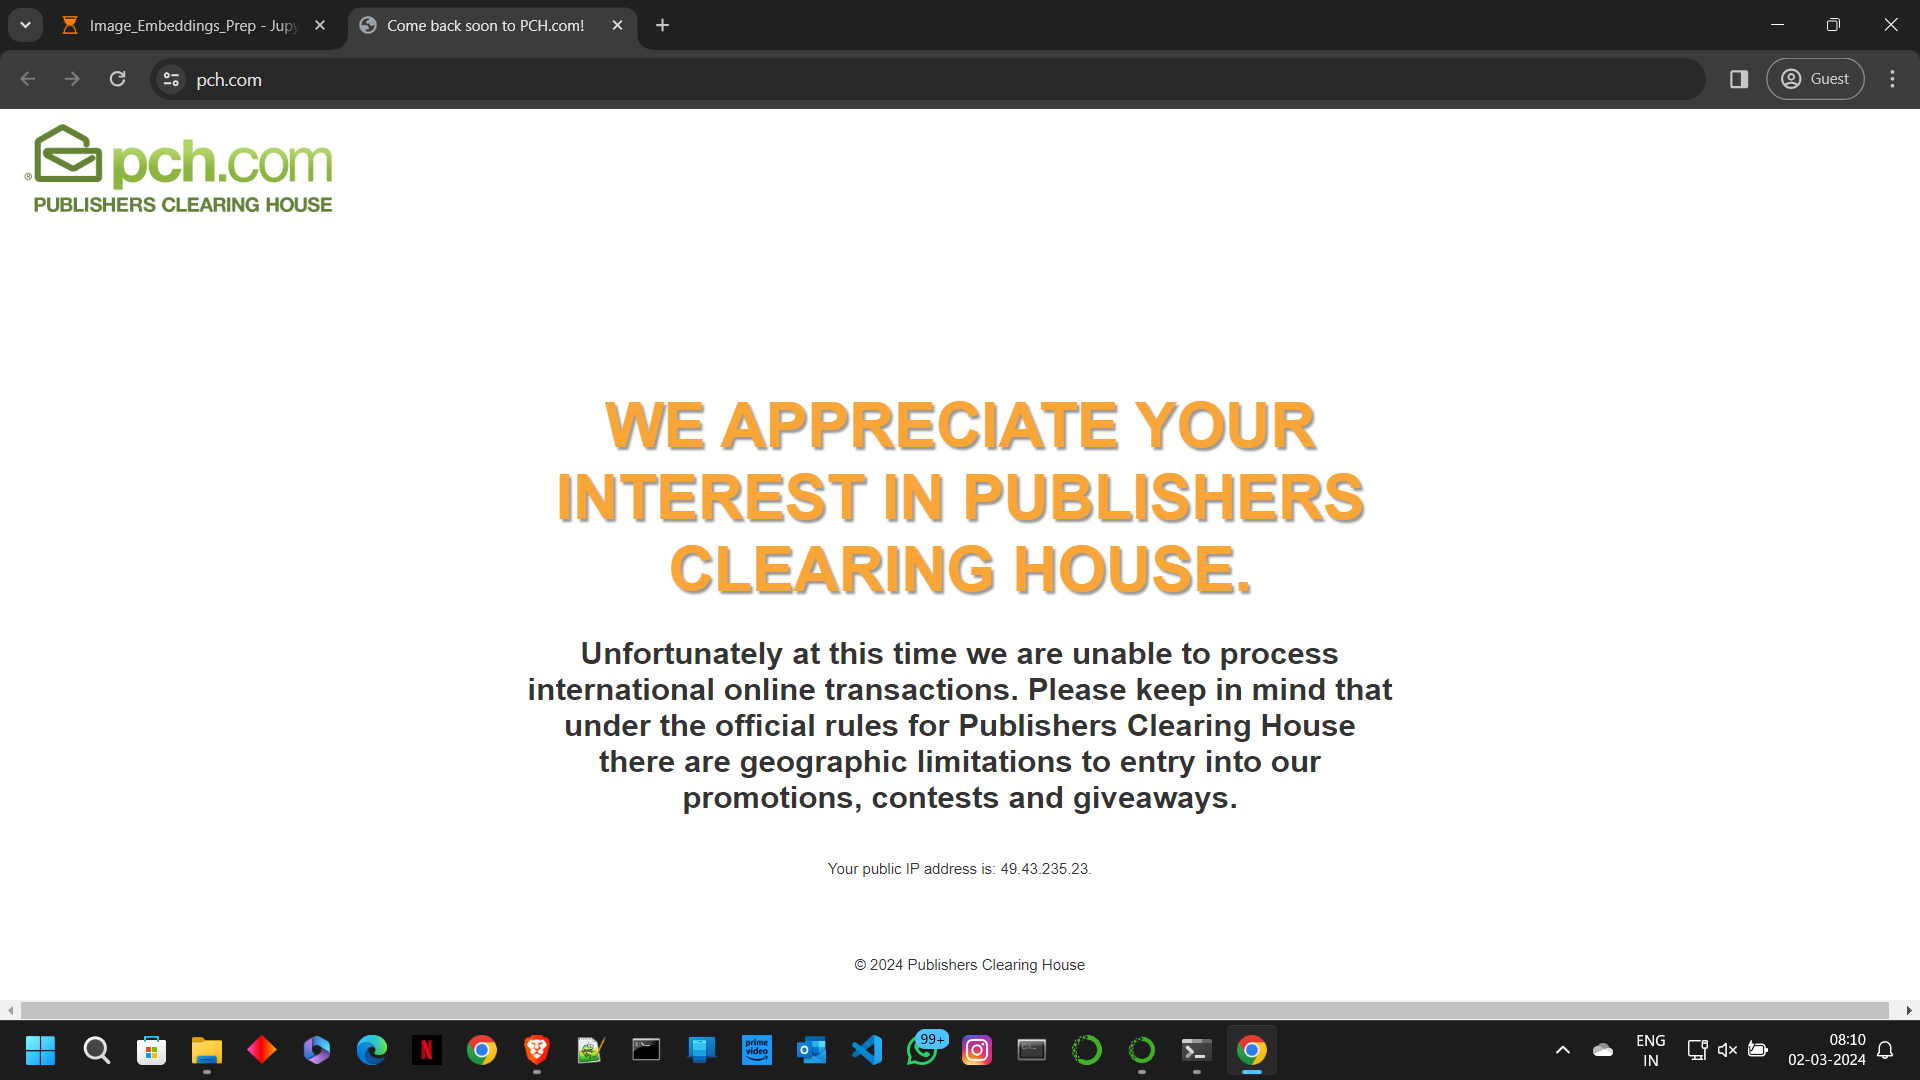 Image_Embeddings_Prep - Jup
Come back soon to PCH.com!
pch.com
Guest
pch.com
®
PUBLISHERS CLEARING HOUSE
WE APPRECIATE YOUR
INTEREST IN PUBLISHERS
CLEARING HOUSE.
Unfortunately at this time we are unable to process
international online transactions. Please keep in mind that
under the official rules for Publishers Clearing House
there are geographic limitations to entry into our
promotions, contests and giveaways.
Your public IP address is: 49.43.235.23.
© 2024 Publishers Clearing House
N
prime
video
99+
ENG
IN
08:10
02-03-2024